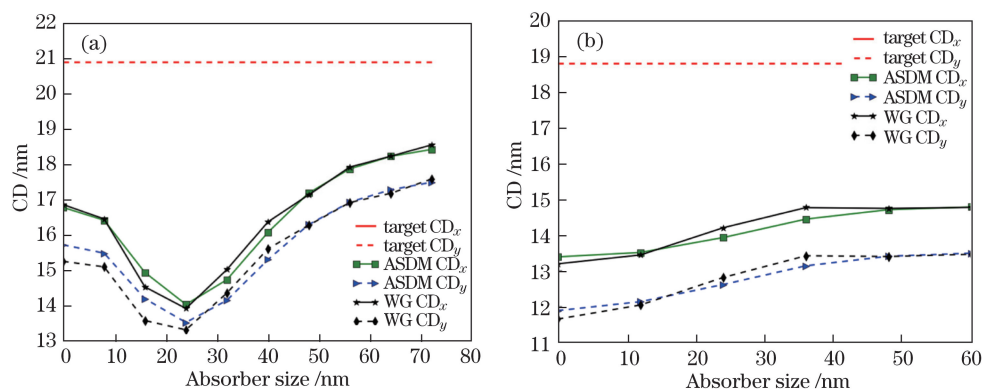 (a)
22
21
20
19
18
17
16
15
14
13
CD /nm
0 10 20 30 40 50 60 70 80
Absorber size /nm
target CDx
target CDy
ASDM CDx
ASDM CDy
WG CDx
WG CDy
(b)
20
19
18
17
16
15
14
13
12
11
CD /nm
0 10 20 30 40 50 60
Absorber size /nm
target CDx
target CDy
ASDM CDx
ASDM CDy
WG CDx
WG CDy